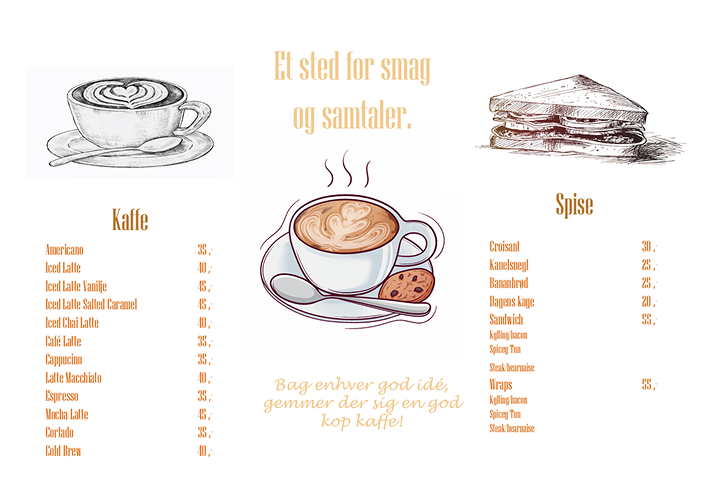 Et sted for smag
og samtaler.
Kaffe
Americano 35 ,-
Iced Latte 40 ,-
Iced Latte Vanilje 45 ,-
Iced Latte Salted Caramel 45 ,-
Iced Chai Latte 40 ,-
Café Latte 35 ,-
Cappucino 35 ,-
Latte Macchiato 40 ,-
Espresso 35 ,-
Mocha Latte 45 ,-
Cortado 35 ,-
Cold Brew 40 ,-
Bag enhver god idé,
gemmer der sig en god
kop kaffe!
Spise
Croisant 30 ,-
Kanelsnegl 25 ,-
Bananbrød 25 ,-
Dagens kage 20 ,-
Sandwich 55 ,-
Kylling bacon
Spicey Tun
Steak bearnaise
Wraps 55 ,-
Kylling bacon
Spicey Tun
Steak bearnaise